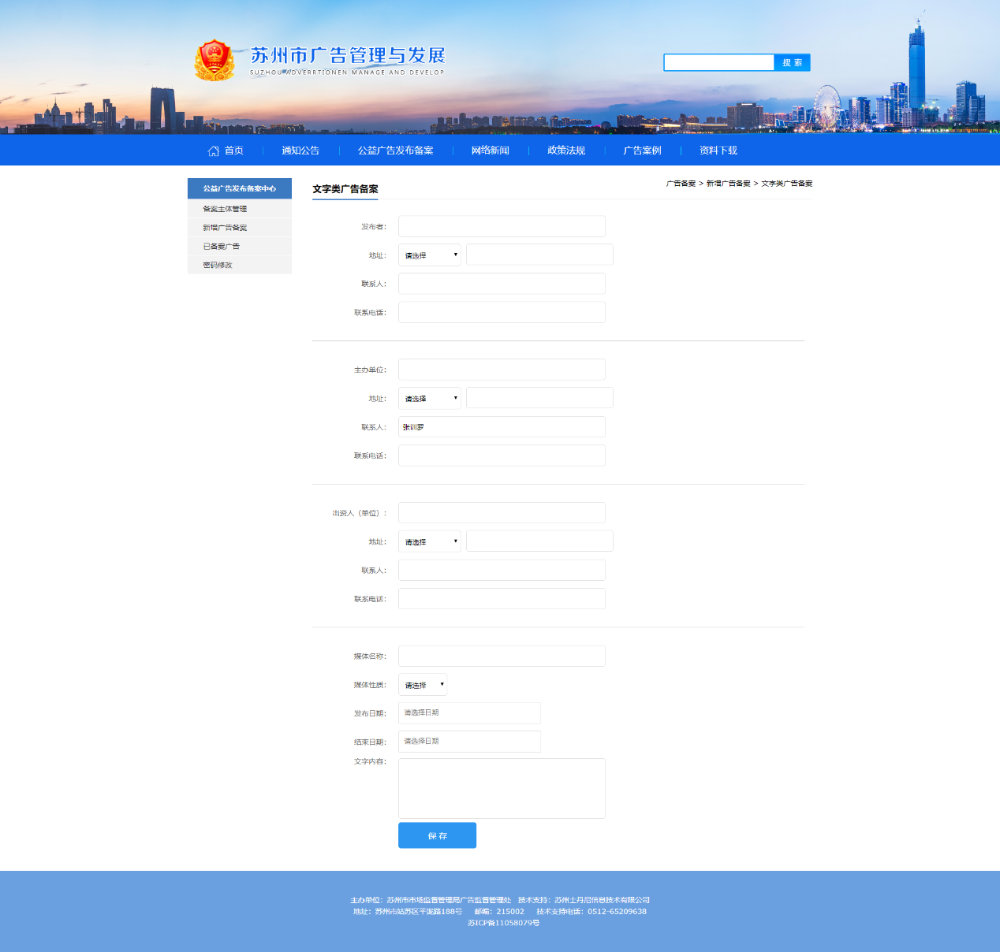 苏州市广告管理与发展
SUZHOU ADVERRTIONEN MANAGE AND DEVELOP
搜 索
首页 通知公告 公益广告发布备案 网络新闻 政策法规 广告案例 资料下载
公益广告发布备案中心
备案主体管理
新增广告备案
已备案广告
密码修改
文字类广告备案
广告备案 > 新增广告备案 > 文字类广告备案
发布者：
地址： 请选择
联系人：
联系电话：
主办单位：
地址： 请选择
联系人： 张训罗
联系电话：
出资人（单位）：
地址： 请选择
联系人：
联系电话：
媒体名称：
媒体性质： 请选择
发布日期： 请选择日期
结束日期： 请选择日期
文字内容：
保 存
主办单位：苏州市市场监督管理局广告监督管理处 技术支持：苏州士丹尼信息技术有限公司
地址：苏州市姑苏区平泷路188号 邮编：215002 技术支持电话：0512-65209638
苏ICP备11058079号